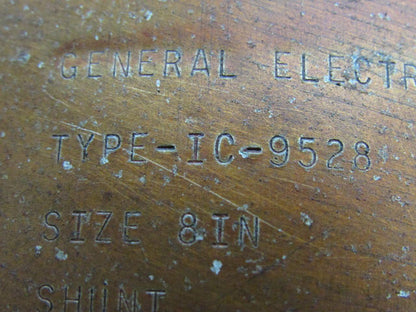 GENERAL ELECTR
TYPE-IC-9528
SIZE 8IN
SHUNT